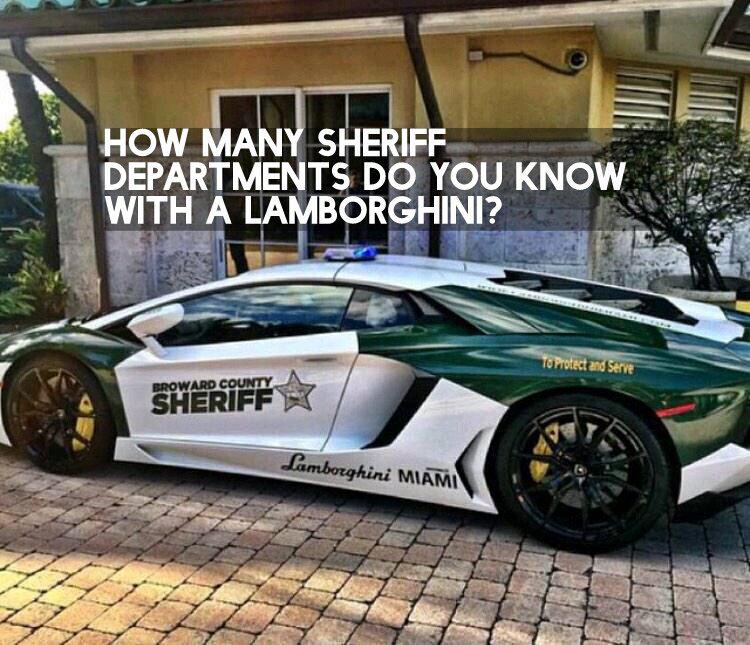 HOW MANY SHERIFF
DEPARTMENTS DO YOU KNOW
WITH A LAMBORGHINI?
To Protect and Serve
BROWARD COUNTY
SHERIFF
Lamborghini MIAMI